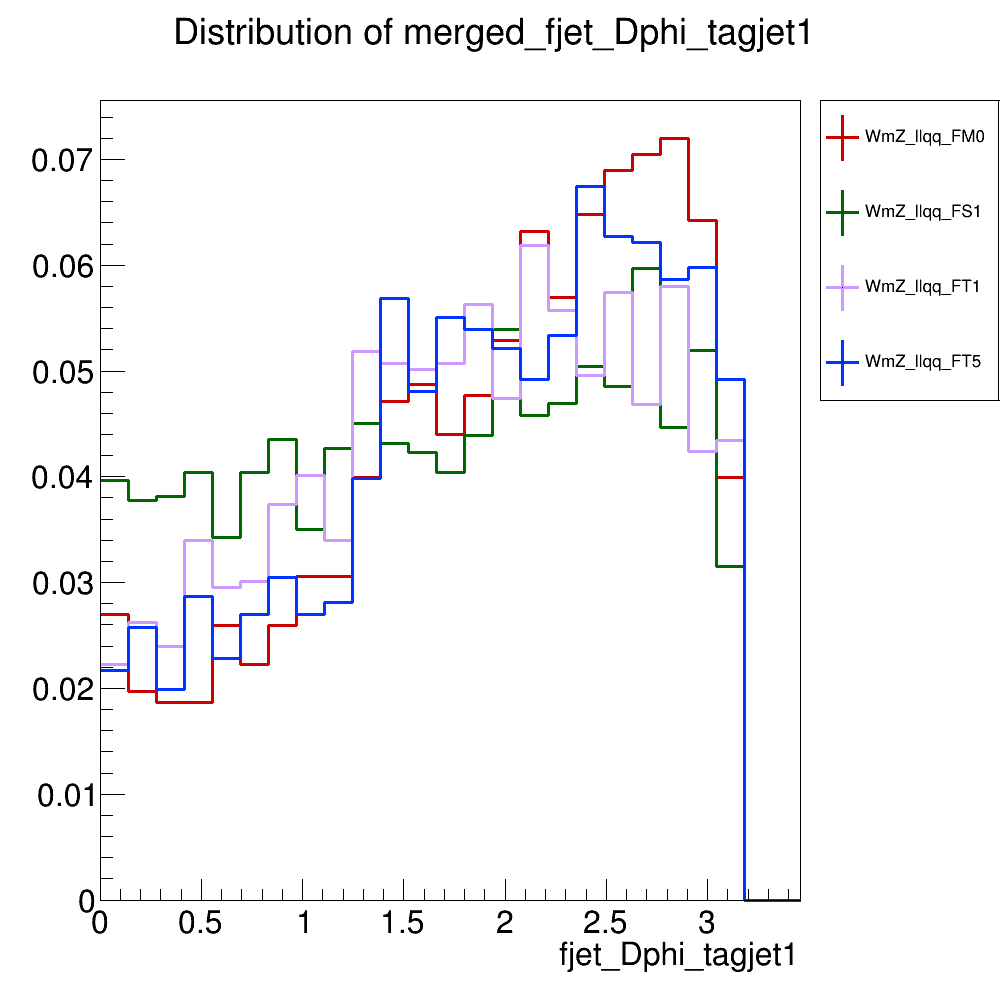 Distribution of merged_fjet_Dphi_tagjet1
0.07
0.06
0.05
0.04
0.03
0.02
0.01
0
0 0.5 1 1.5 2 2.5 3
fjet_Dphi_tagjet1
WmZ_llqq_FM0
WmZ_llqq_FS1
WmZ_llqq_FT1
WmZ_llqq_FT5